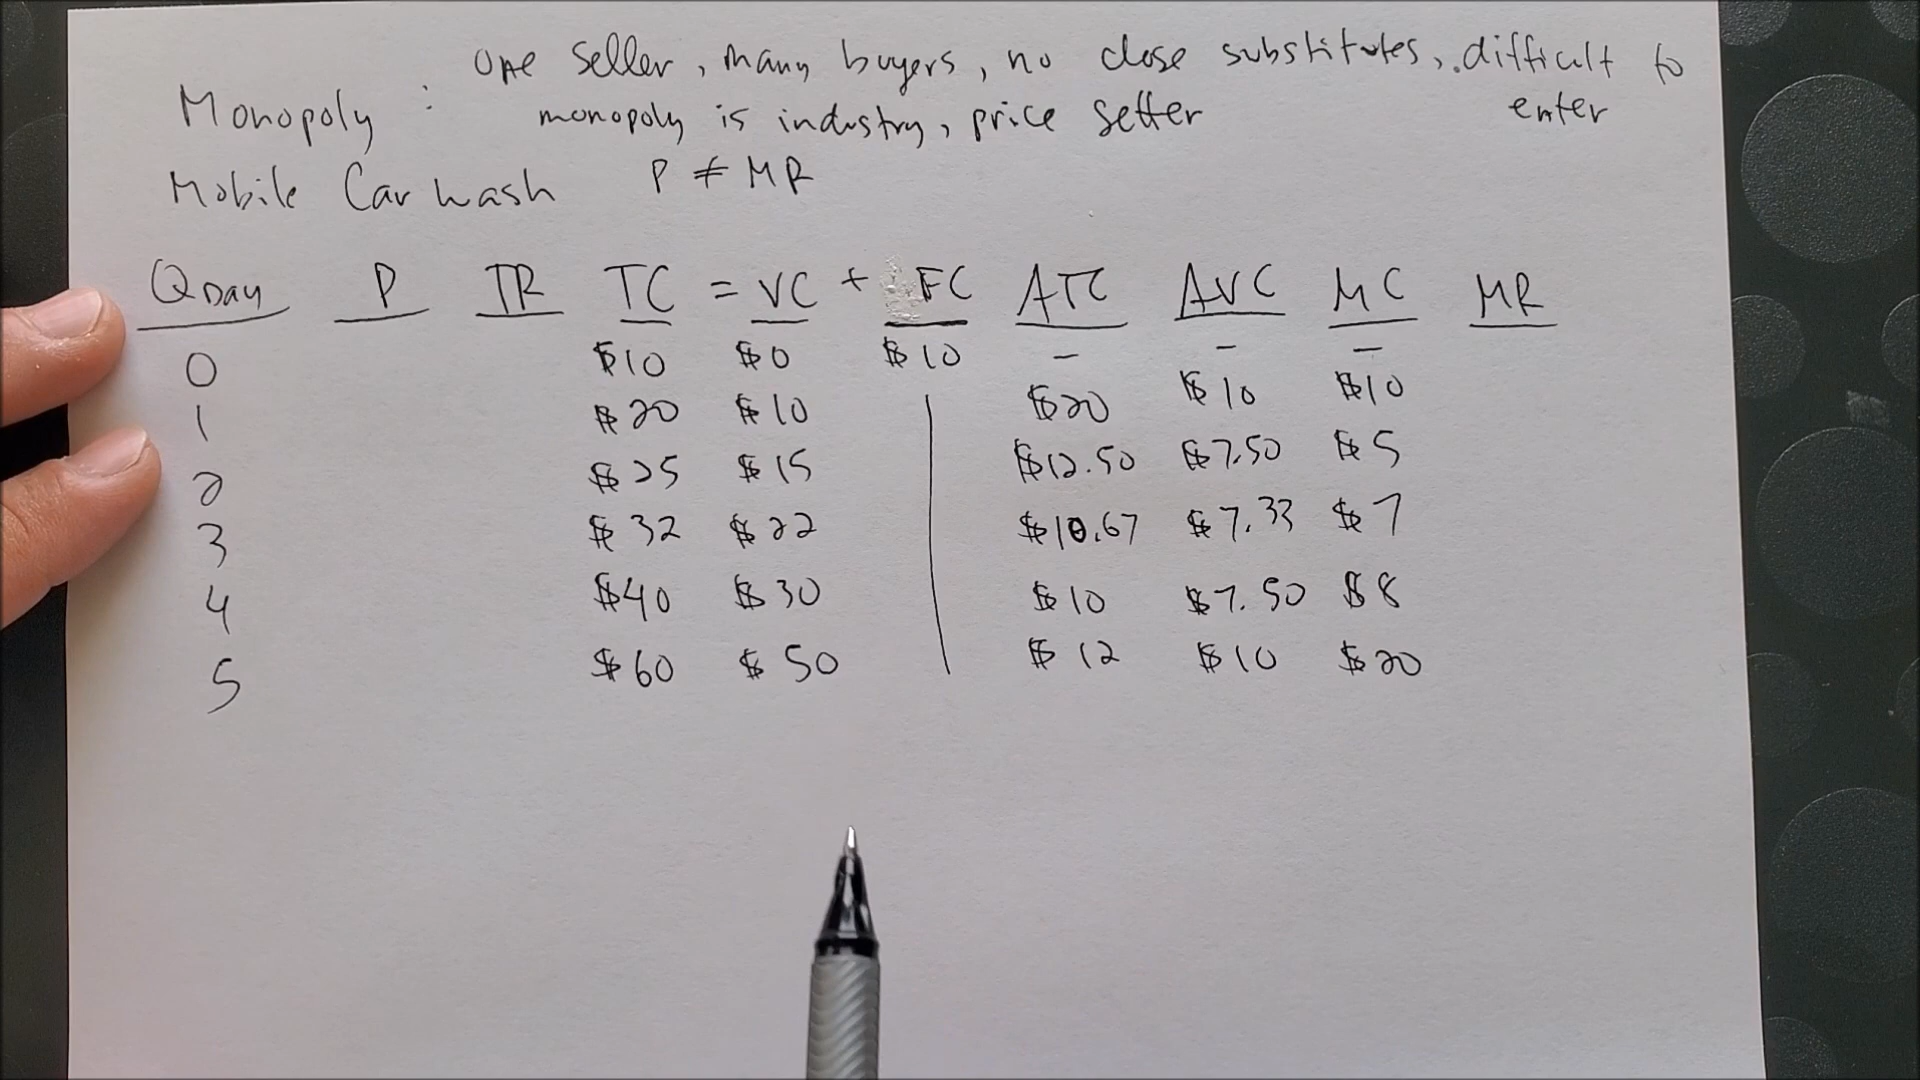 one seller, many buyers, no close substitutes, difficult to enter
Monopoly : monopoly is industry, price setter
Mobile Car wash P ≠ MR
Q Day P TR TC = VC + FC ATC AVC MC MR
0 $10 $0 $10 - - -
1 $20 $10 $20 $10 $10
2 $25 $15 $12.50 $7.50 $5
3 $32 $22 $10.67 $7.33 $7
4 $40 $30 $10 $7.50 $8
5 $60 $50 $12 $10 $20